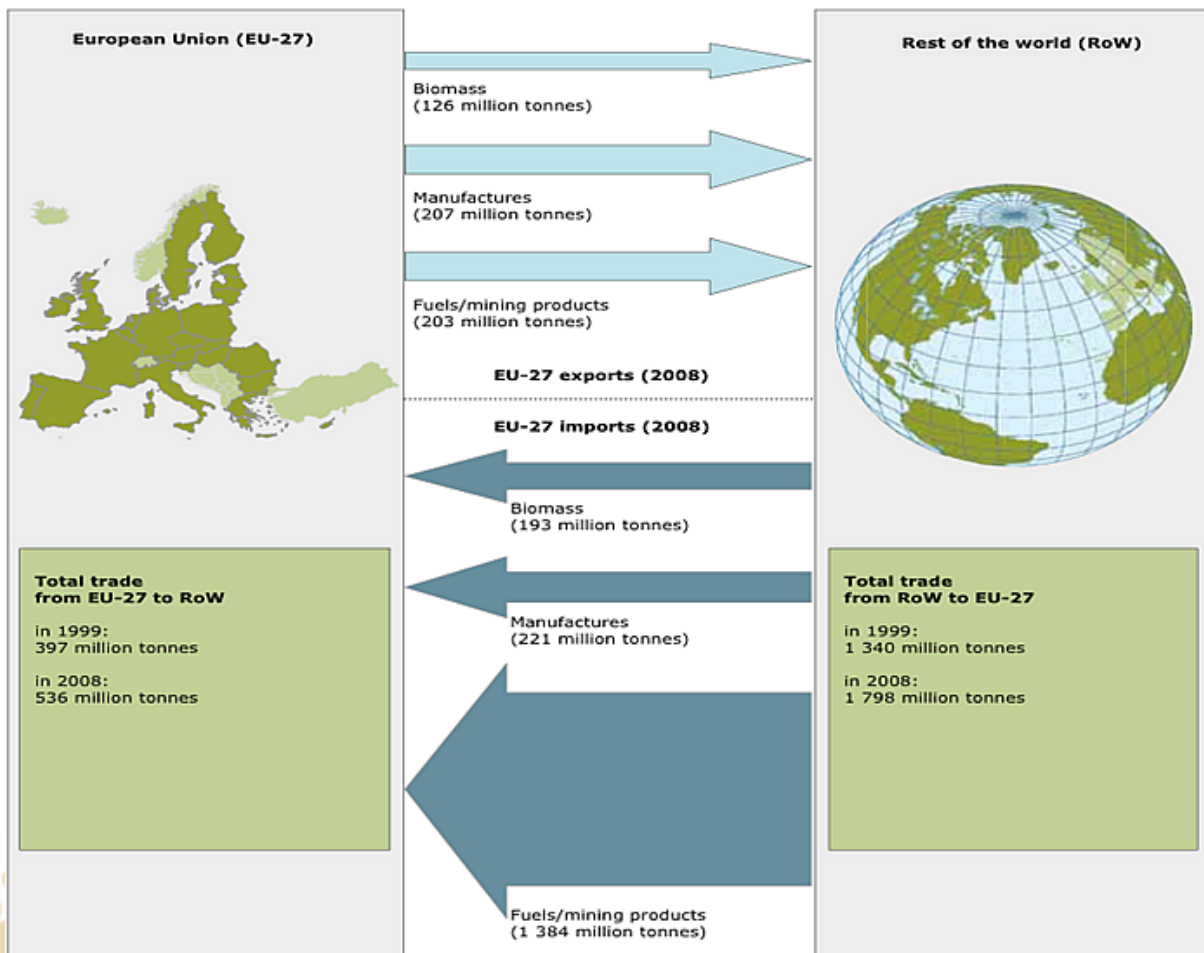 European Union (EU-27)
Rest of the world (RoW)
Biomass
(126 million tonnes)
Manufactures
(207 million tonnes)
Fuels/mining products
(203 million tonnes)
EU-27 exports (2008)
EU-27 imports (2008)
Biomass
(193 million tonnes)
Manufactures
(221 million tonnes)
Fuels/mining products
(1 384 million tonnes)
Total trade
from EU-27 to RoW
in 1999:
397 million tonnes
in 2008:
536 million tonnes
Total trade
from RoW to EU-27
in 1999:
1 340 million tonnes
in 2008:
1 798 million tonnes